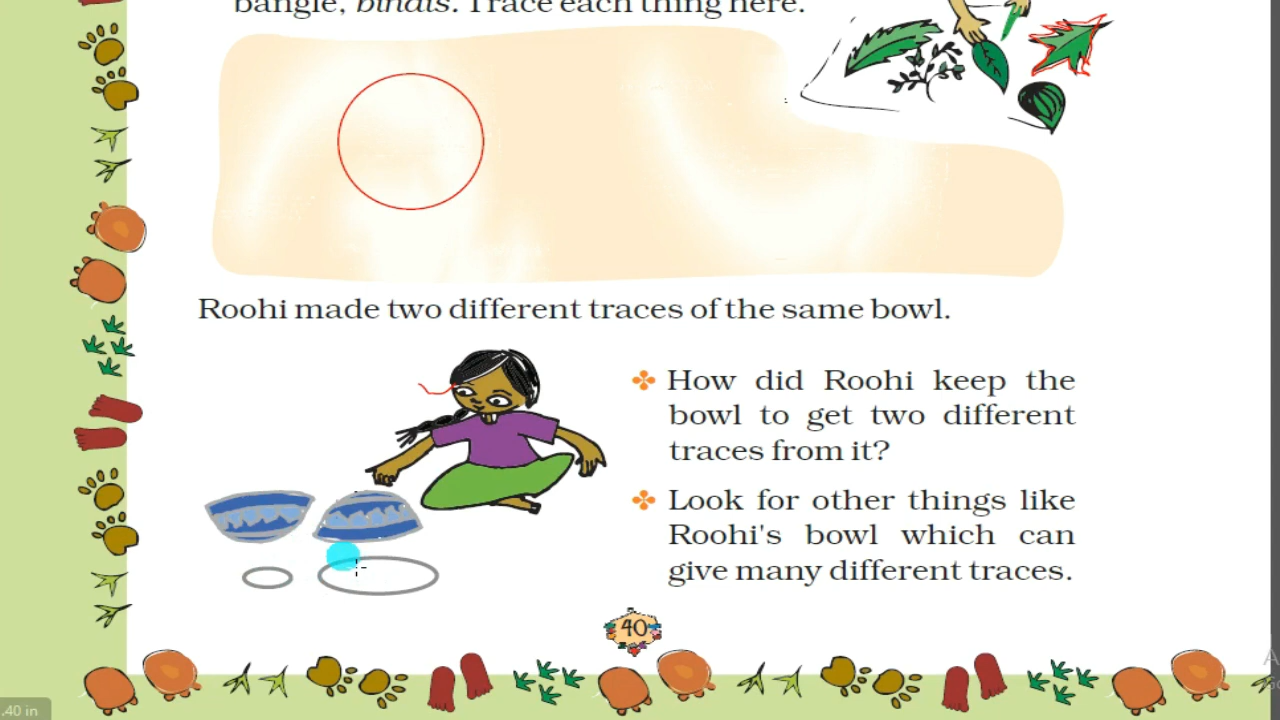 bangle, bindis. Trace each thing here.
Roohi made two different traces of the same bowl.
How did Roohi keep the
bowl to get two different
traces from it?
Look for other things like
Roohi's bowl which can
give many different traces.
40
.40 in